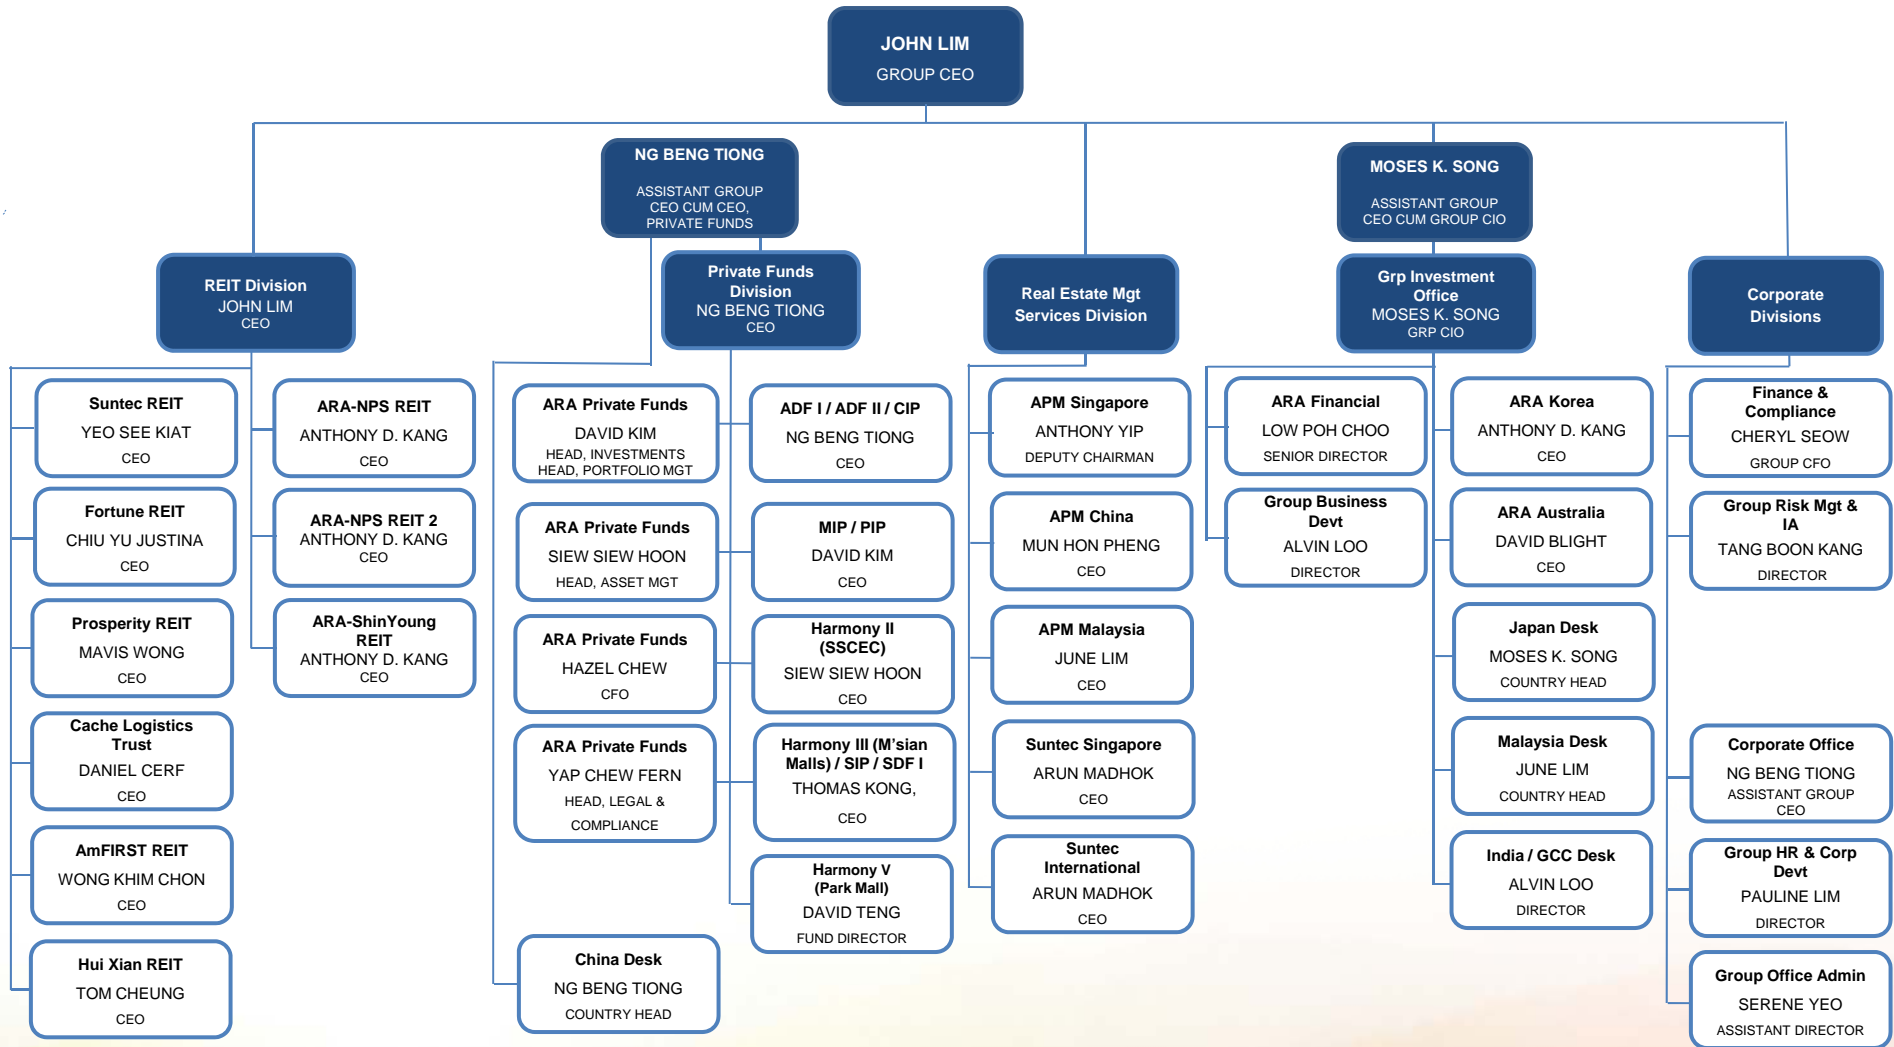 JOHN LIM
GROUP CEO
NG BENG TIONG
ASSISTANT GROUP
CEO CUM CEO,
PRIVATE FUNDS
MOSES K. SONG
ASSISTANT GROUP
CEO CUM GROUP CIO
REIT Division
JOHN LIM
CEO
Private Funds
Division
NG BENG TIONG
CEO
Real Estate Mgt
Services Division
Grp Investment
Office
MOSES K. SONG
GRP CIO
Corporate
Divisions
Suntec REIT
YEO SEE KIAT
CEO
Fortune REIT
CHIU YU JUSTINA
CEO
Prosperity REIT
MAVIS WONG
CEO
Cache Logistics
Trust
DANIEL CERF
CEO
AmFIRST REIT
WONG KHIM CHON
CEO
Hui Xian REIT
TOM CHEUNG
CEO
ARA-NPS REIT
ANTHONY D. KANG
CEO
ARA-NPS REIT 2
ANTHONY D. KANG
CEO
ARA-ShinYoung
REIT
ANTHONY D. KANG
CEO
ARA Private Funds
DAVID KIM
HEAD, INVESTMENTS
HEAD, PORTFOLIO MGT
ARA Private Funds
SIEW SIEW HOON
HEAD, ASSET MGT
ARA Private Funds
HAZEL CHEW
CFO
ARA Private Funds
YAP CHEW FERN
HEAD, LEGAL &
COMPLIANCE
China Desk
NG BENG TIONG
COUNTRY HEAD
ADF I / ADF II / CIP
NG BENG TIONG
CEO
MIP / PIP
DAVID KIM
CEO
Harmony II
(SSCEC)
SIEW SIEW HOON
CEO
Harmony III (M'sian
Malls) / SIP / SDF I
THOMAS KONG,
CEO
Harmony V
(Park Mall)
DAVID TENG
FUND DIRECTOR
APM Singapore
ANTHONY YIP
DEPUTY CHAIRMAN
APM China
MUN HON PHENG
CEO
APM Malaysia
JUNE LIM
CEO
Suntec Singapore
ARUN MADHOK
CEO
Suntec
International
ARUN MADHOK
CEO
ARA Financial
LOW POH CHOO
SENIOR DIRECTOR
Group Business
Devt
ALVIN LOO
DIRECTOR
ARA Korea
ANTHONY D. KANG
CEO
ARA Australia
DAVID BLIGHT
CEO
Japan Desk
MOSES K. SONG
COUNTRY HEAD
Malaysia Desk
JUNE LIM
COUNTRY HEAD
India / GCC Desk
ALVIN LOO
DIRECTOR
Finance &
Compliance
CHERYL SEOW
GROUP CFO
Group Risk Mgt &
IA
TANG BOON KANG
DIRECTOR
Corporate Office
NG BENG TIONG
ASSISTANT GROUP
CEO
Group HR & Corp
Devt
PAULINE LIM
DIRECTOR
Group Office Admin
SERENE YEO
ASSISTANT DIRECTOR